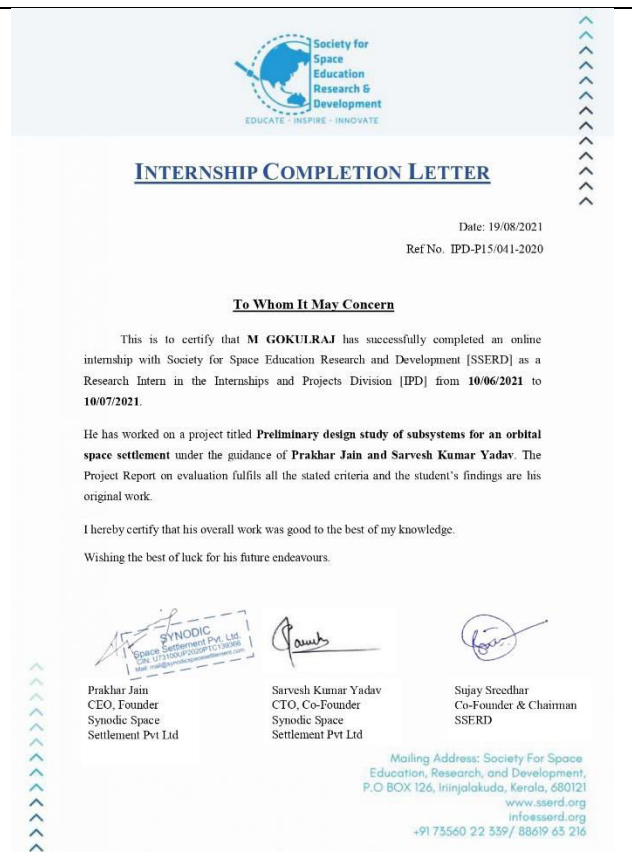 Society for
Space
Education
Research &
Development
EDUCATE - INSPIRE - INNOVATE
INTERNSHIP COMPLETION LETTER
Date: 19/08/2021
Ref No. IPD-P15/041-2020
To Whom It May Concern
This is to certify that M GOKULRAJ has successfully completed an online
internship with Society for Space Education Research and Development [SSERD] as a
Research Intern in the Internships and Projects Division [IPD] from 10/06/2021 to
10/07/2021.
He has worked on a project titled Preliminary design study of subsystems for an orbital
space settlement under the guidance of Prakhar Jain and Sarvesh Kumar Yadav. The
Project Report on evaluation fulfils all the stated criteria and the student's findings are his
original work.
I hereby certify that his overall work was good to the best of my knowledge.
Wishing the best of luck for his future endeavours.
SYNODIC
Space Settlement Pvt. Ltd.
CIN: U73100UP2020PTC139366
Mail: mail@synodicspacesettlement.com
Prakhar Jain
CEO, Founder
Synodic Space
Settlement Pvt Ltd
Sarvesh Kumar Yadav
CTO, Co-Founder
Synodic Space
Settlement Pvt Ltd
Sujay Sreedhar
Co-Founder & Chairman
SSERD
Mailing Address: Society For Space
Education, Research, and Development,
P.O BOX 126, Irinjalakuda, Kerala, 680121
www.sserd.org
info@sserd.org
+91 73560 22 339/ 88619 63 216